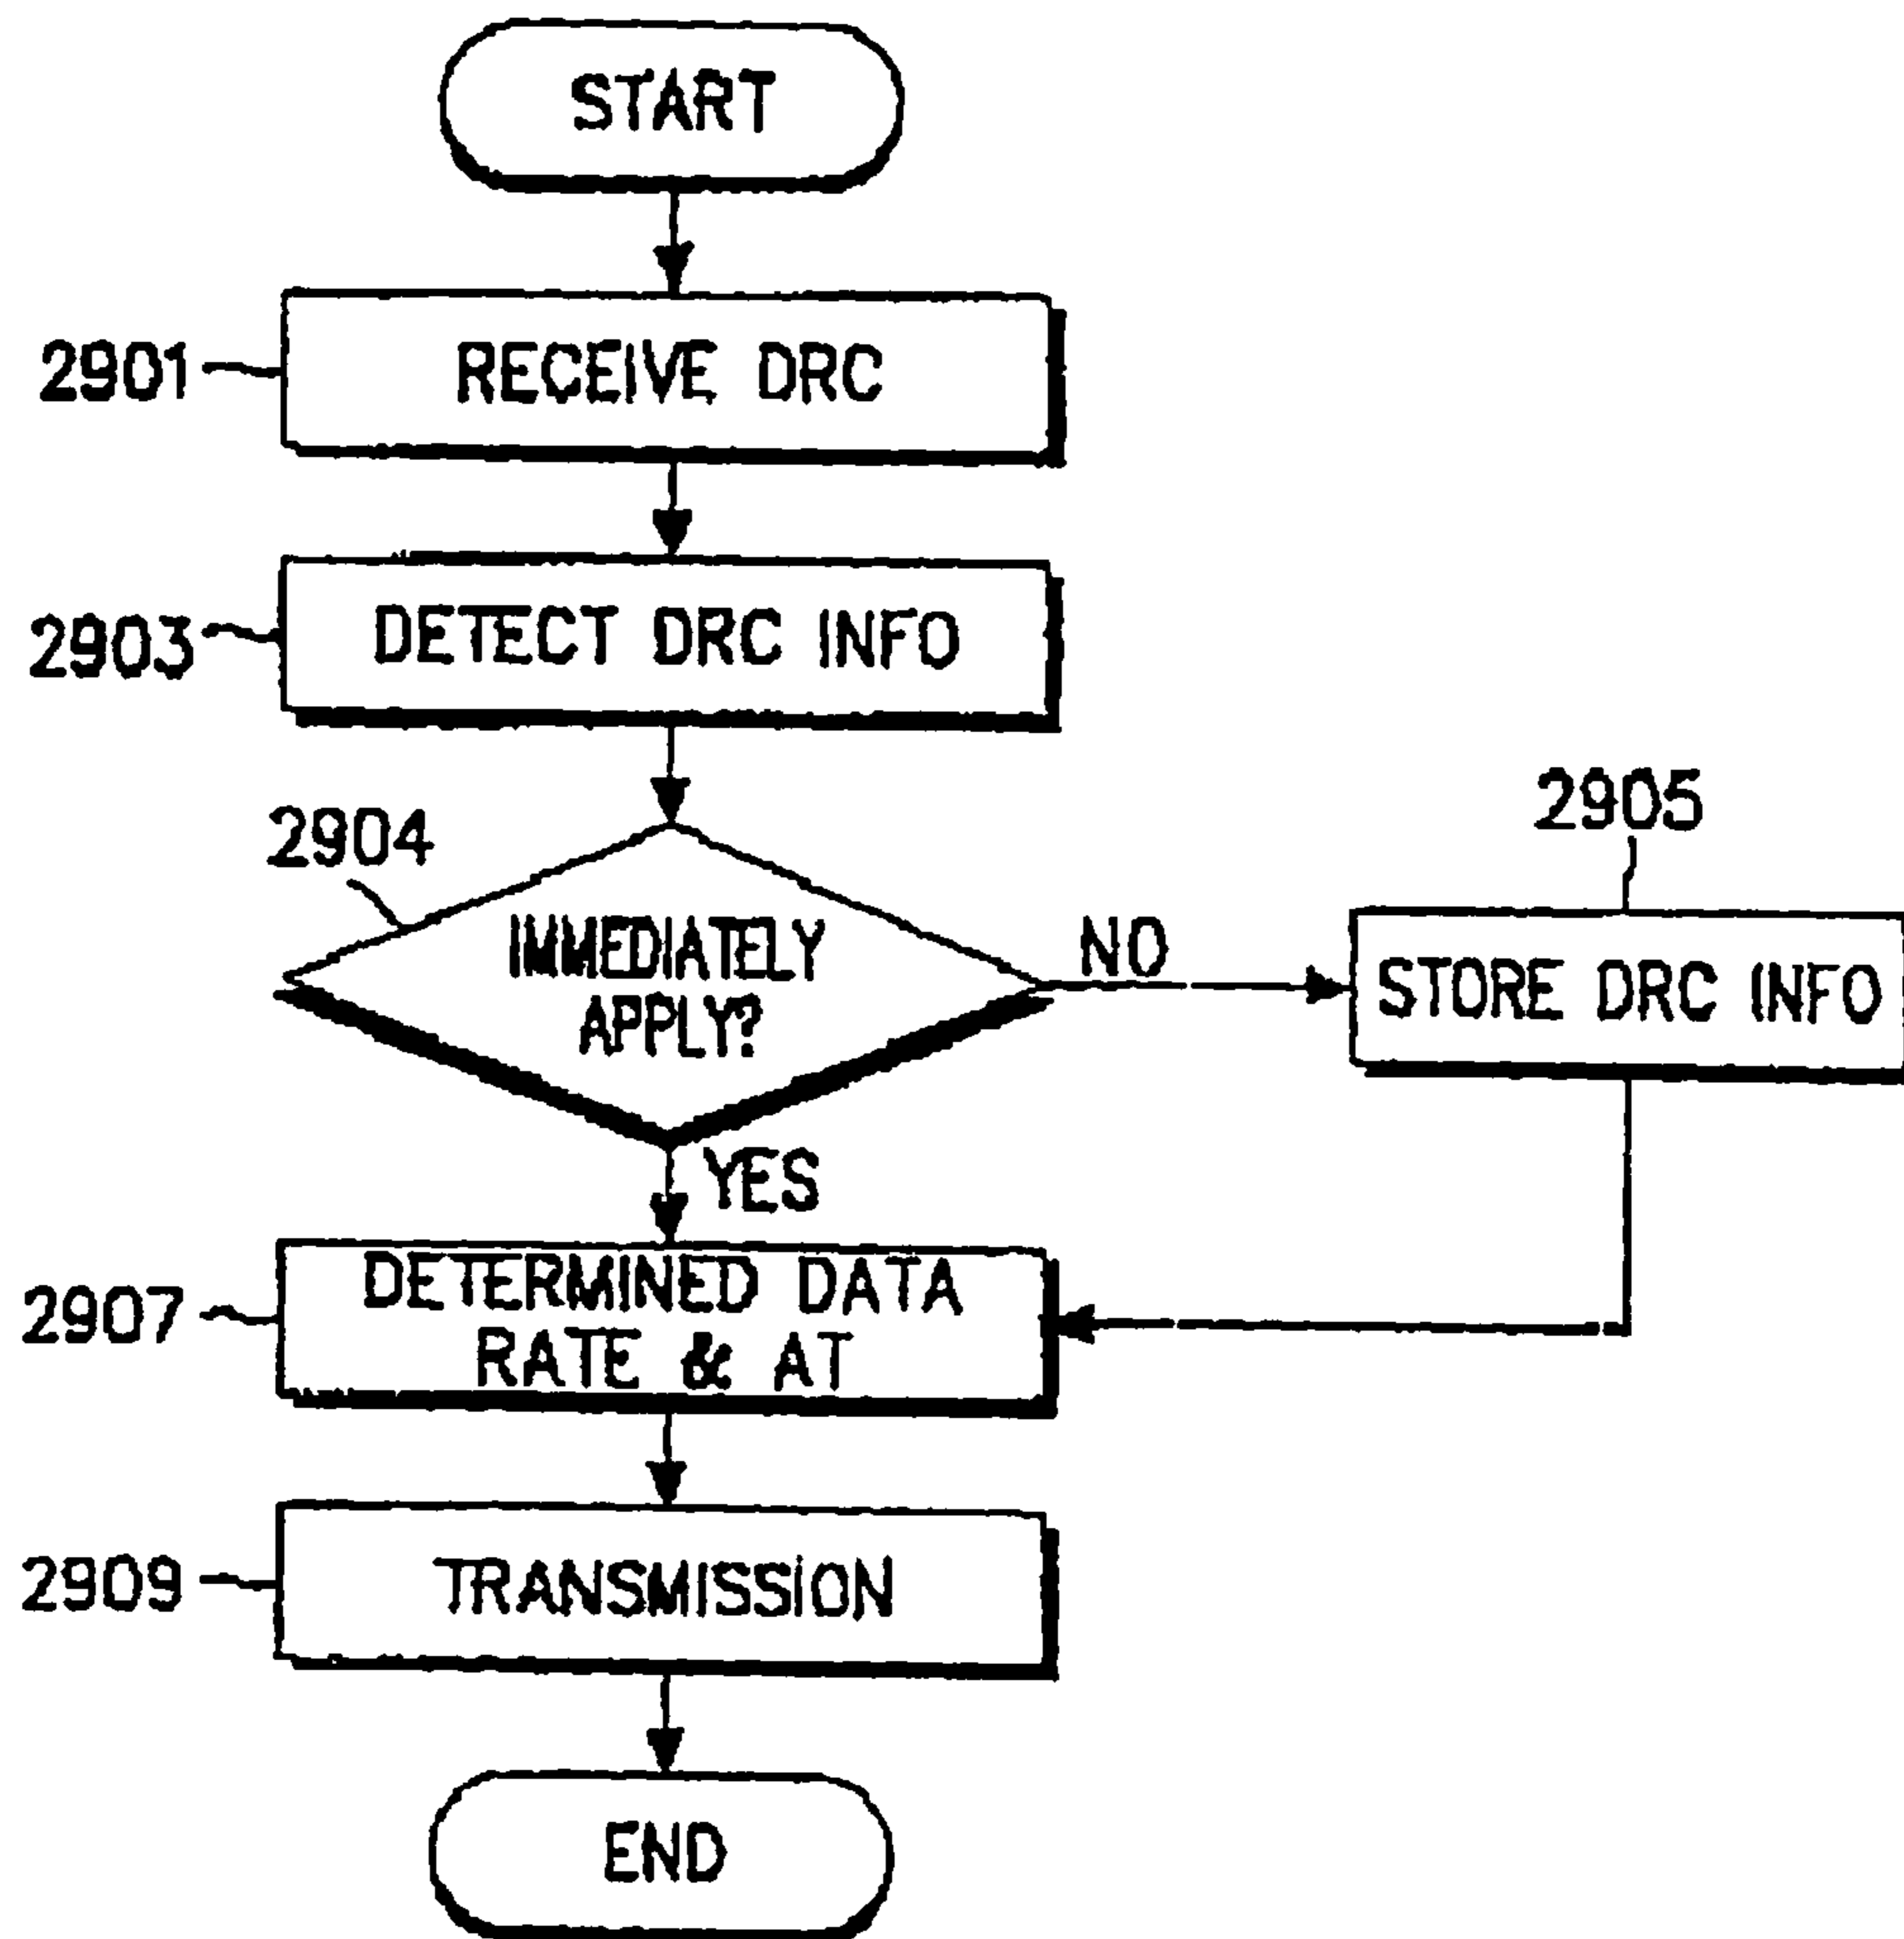 START
2901
RECEIVE DRC
2903
DETECT DRC INFO
2904
2905
IMMEDIATELY
APPLY?
NO
STORE DRC INFO
YES
2907
DETERMINED DATA
RATE & AT
2909
TRANSMISSION
END